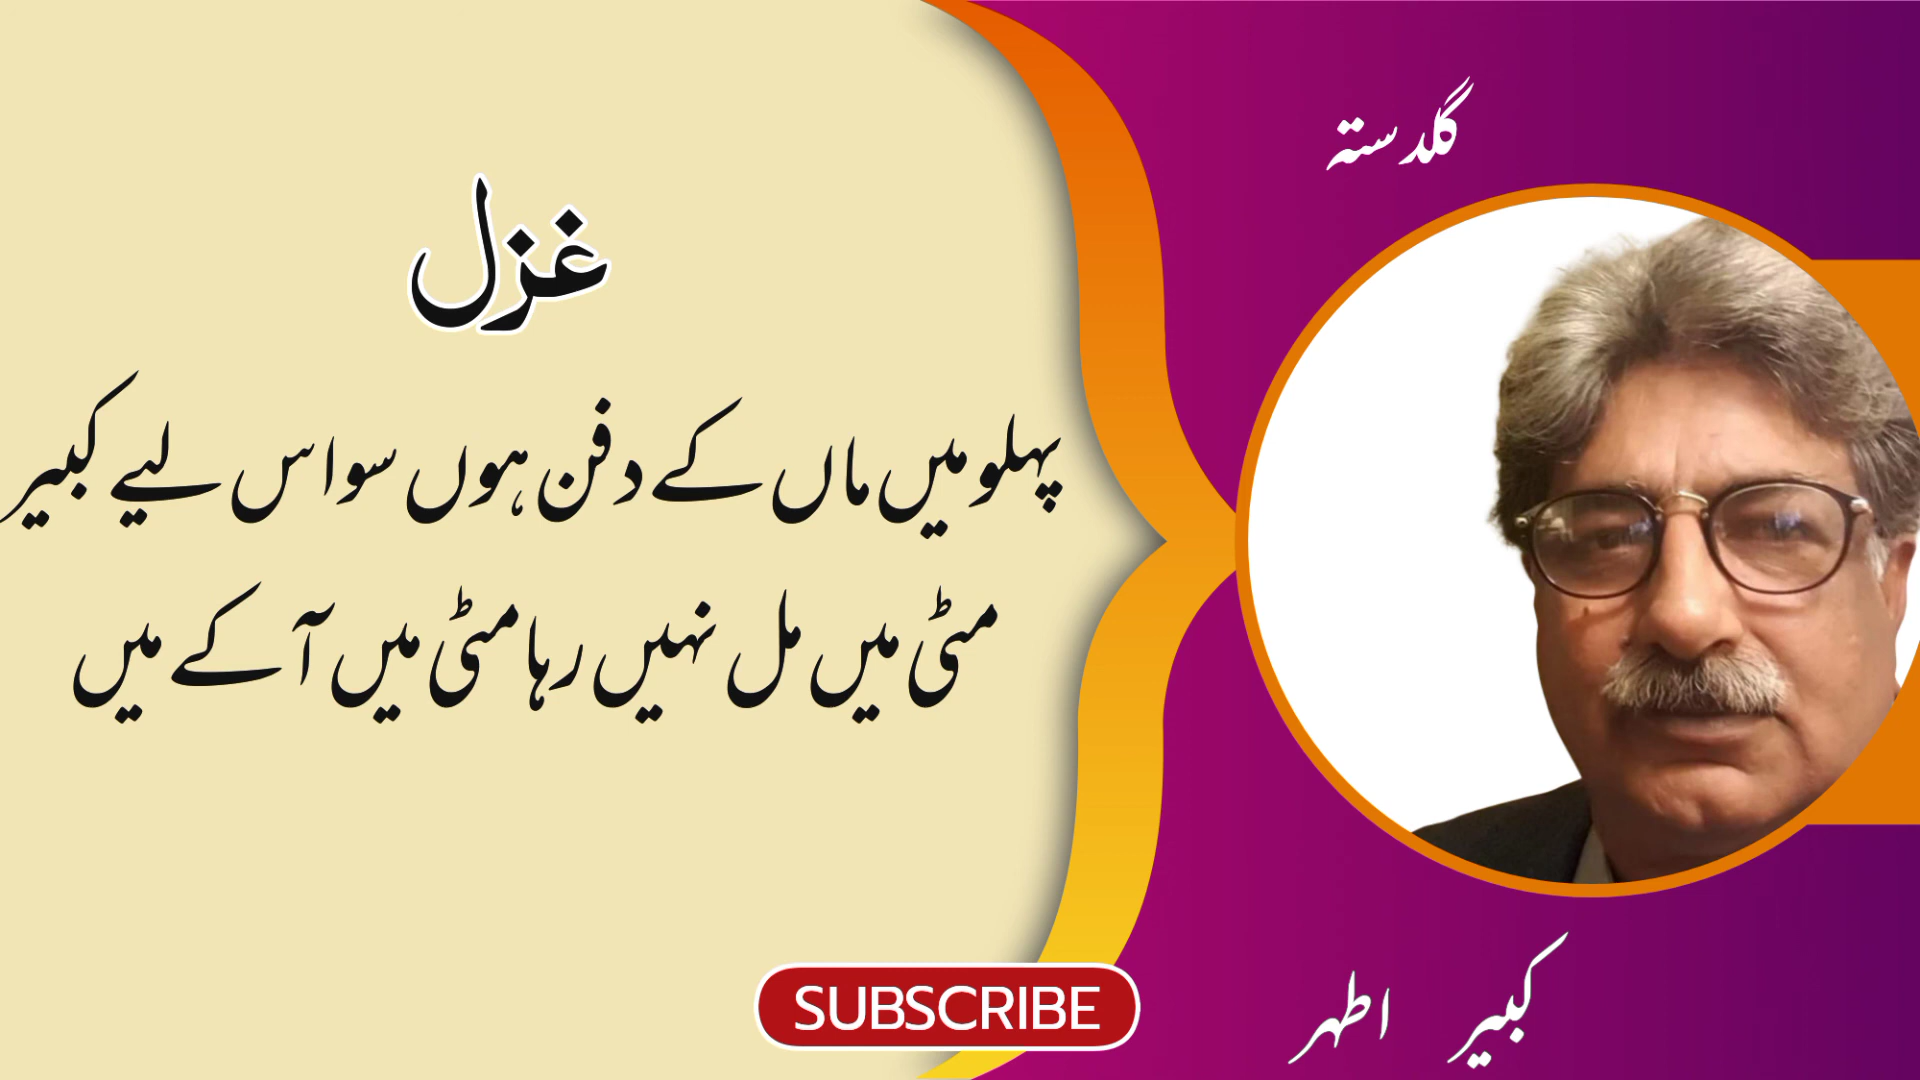 گلدستہ
غزل
پہلو میں ماں کے دفن ہوں سو اس لیے کبیر
مٹی میں مل نہیں رہا مٹی میں آ کے میں
کبیر اطہر
SUBSCRIBE